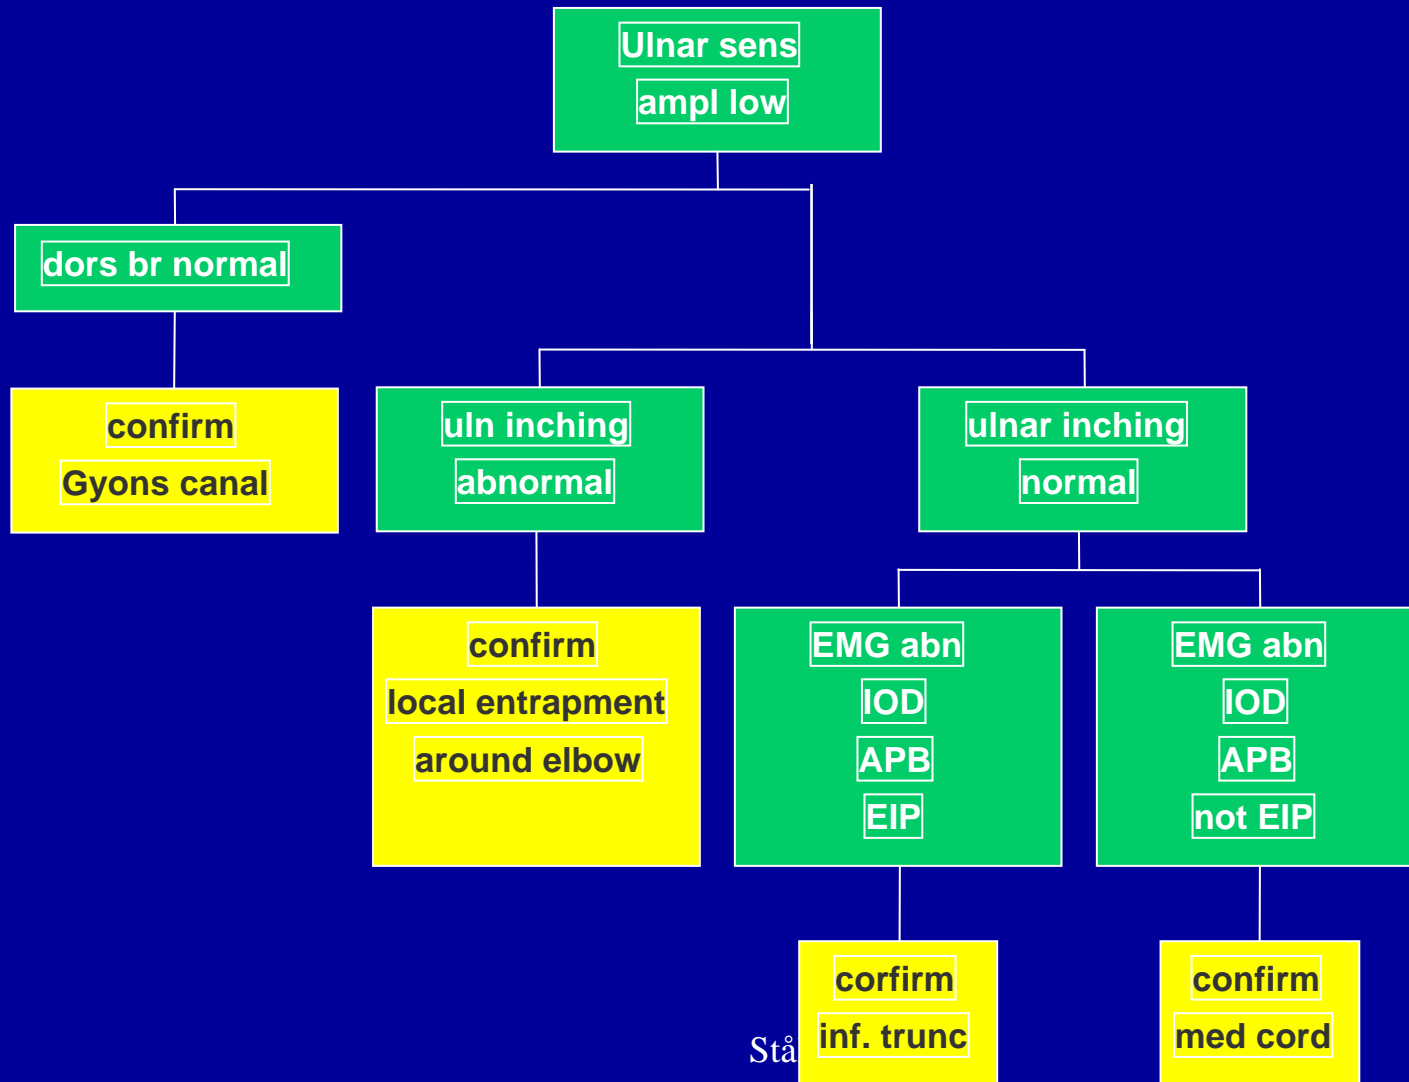 Ulnar sens
ampl low
dors br normal
confirm
Gyons canal
uln inching
abnormal
ulnar inching
normal
confirm
local entrapment
around elbow
EMG abn
IOD
APB
EIP
EMG abn
IOD
APB
not EIP
corfirm
inf. trunc
confirm
med cord
Stå